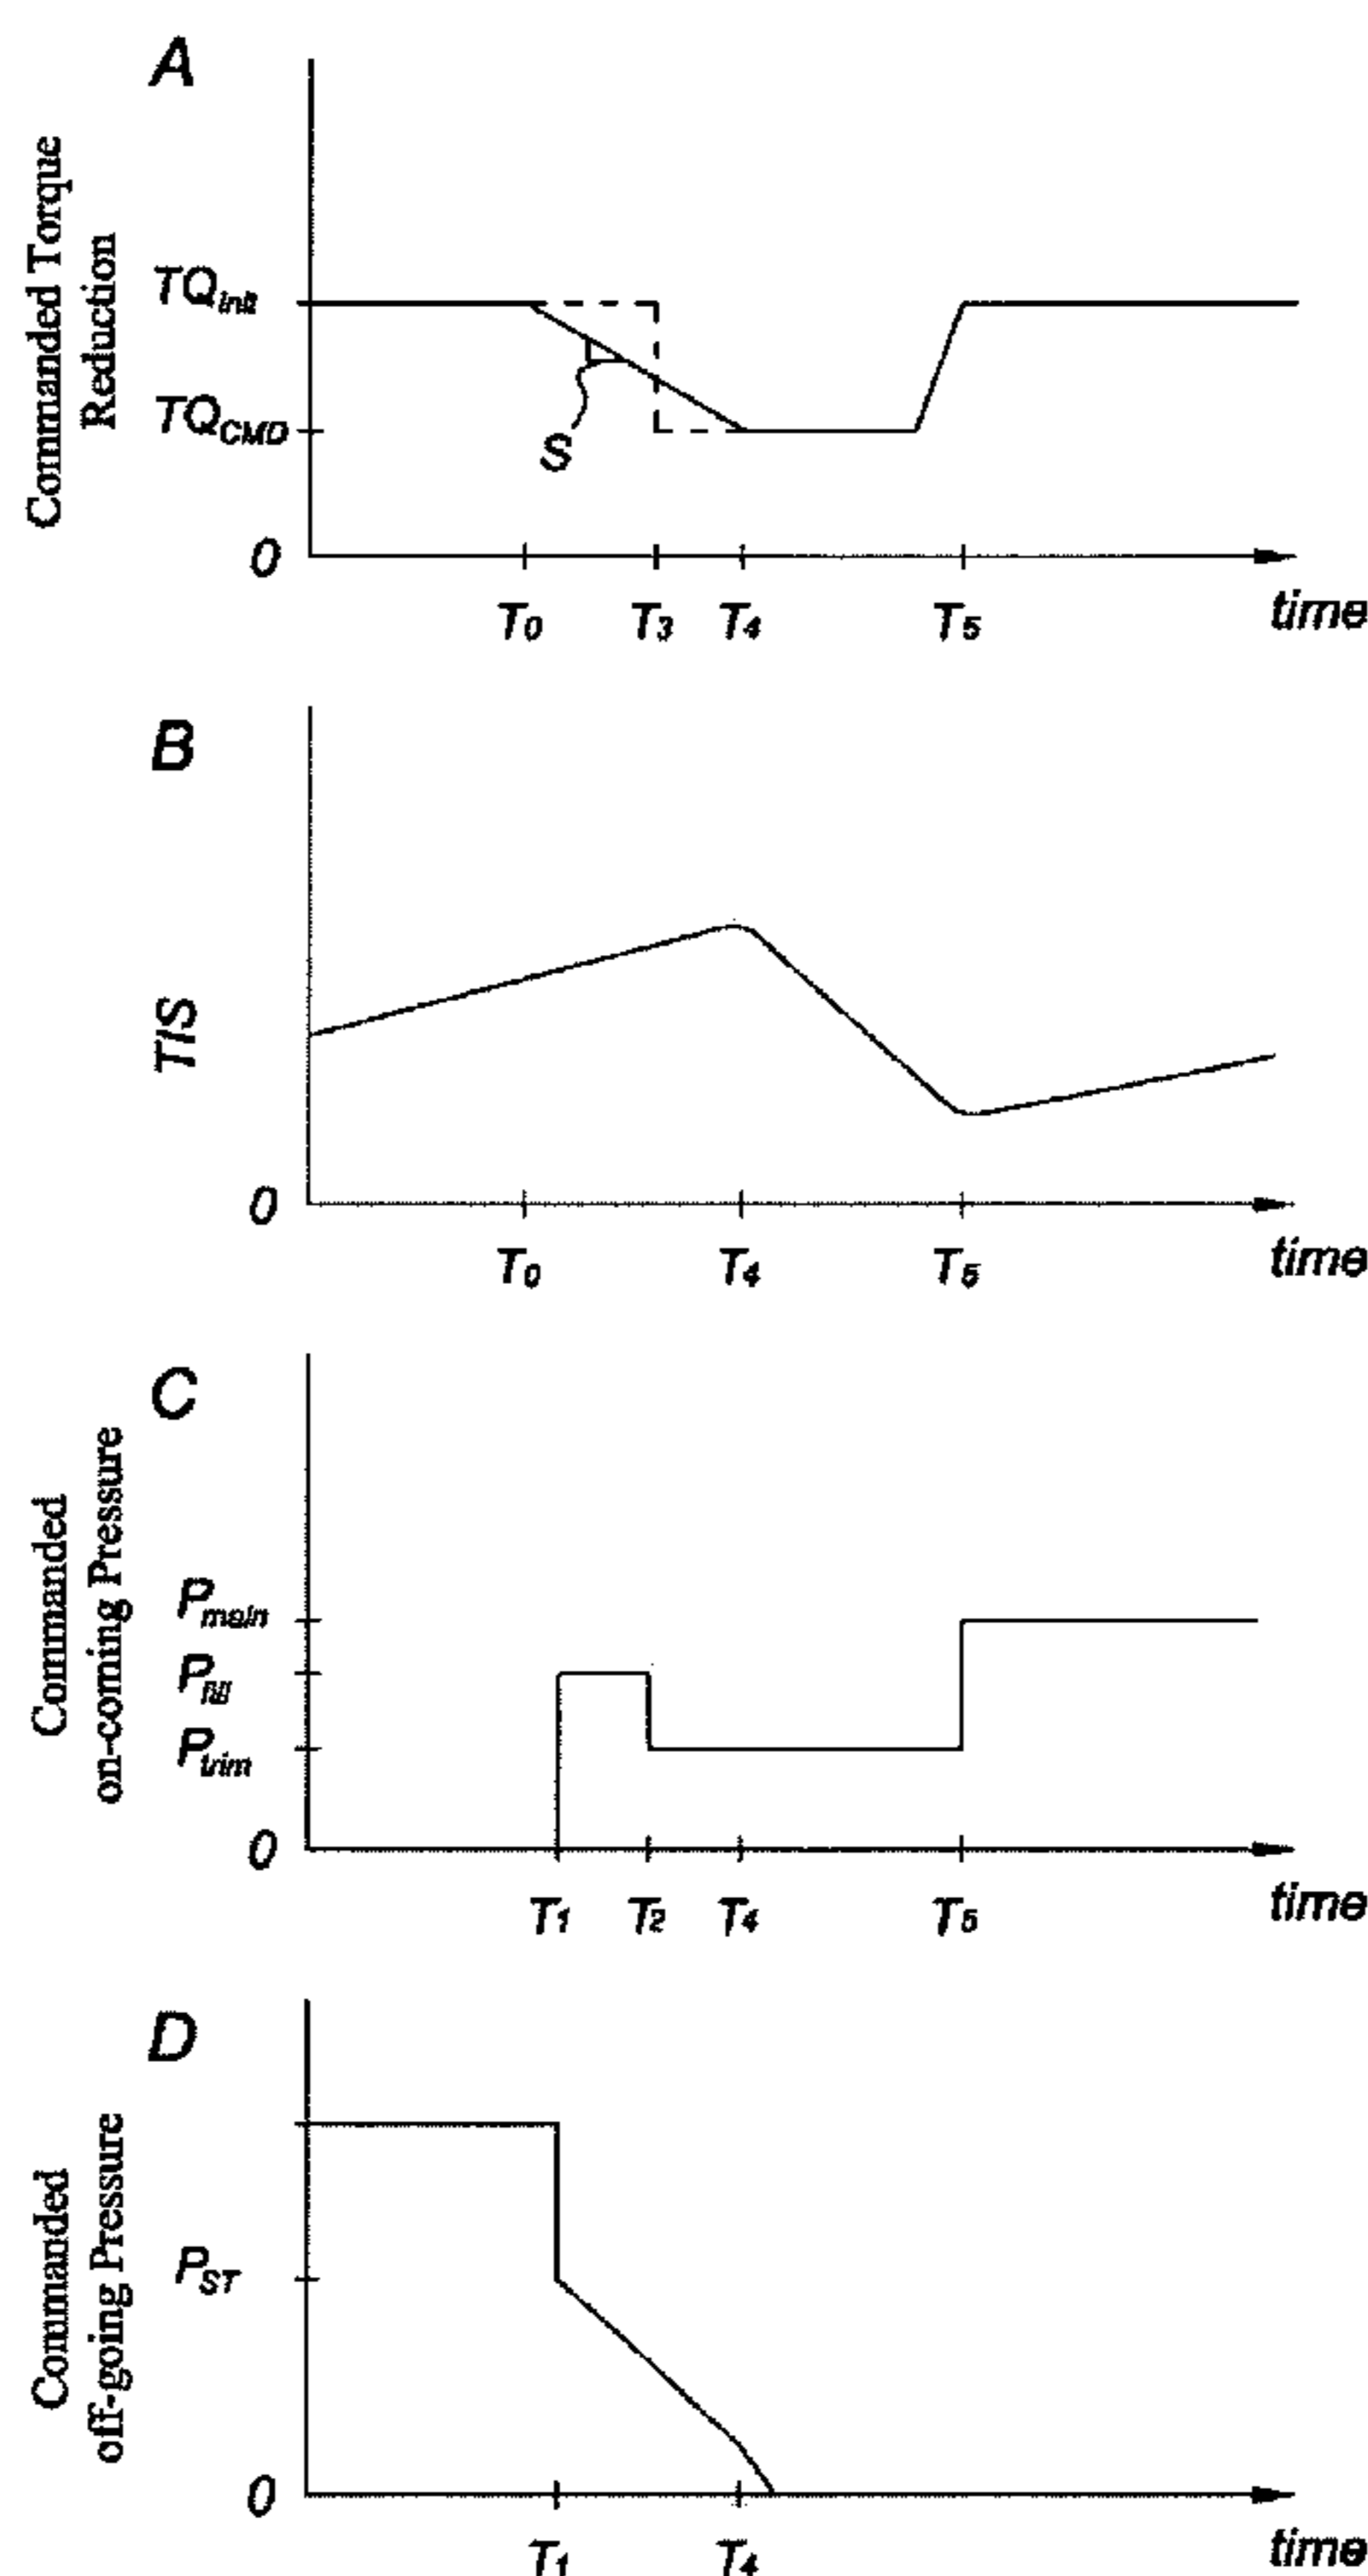 A
Commanded Torque
Reduction
TQinit
TQCMD
S
0
T0 T3 T4 T5 time
B
TIS
0
T0 T4 T5 time
C
Commanded
on-coming Pressure
Pmain
Pfill
Ptrim
0
T1 T2 T4 T5 time
D
Commanded
off-going Pressure
PST
0
T1 T4 time